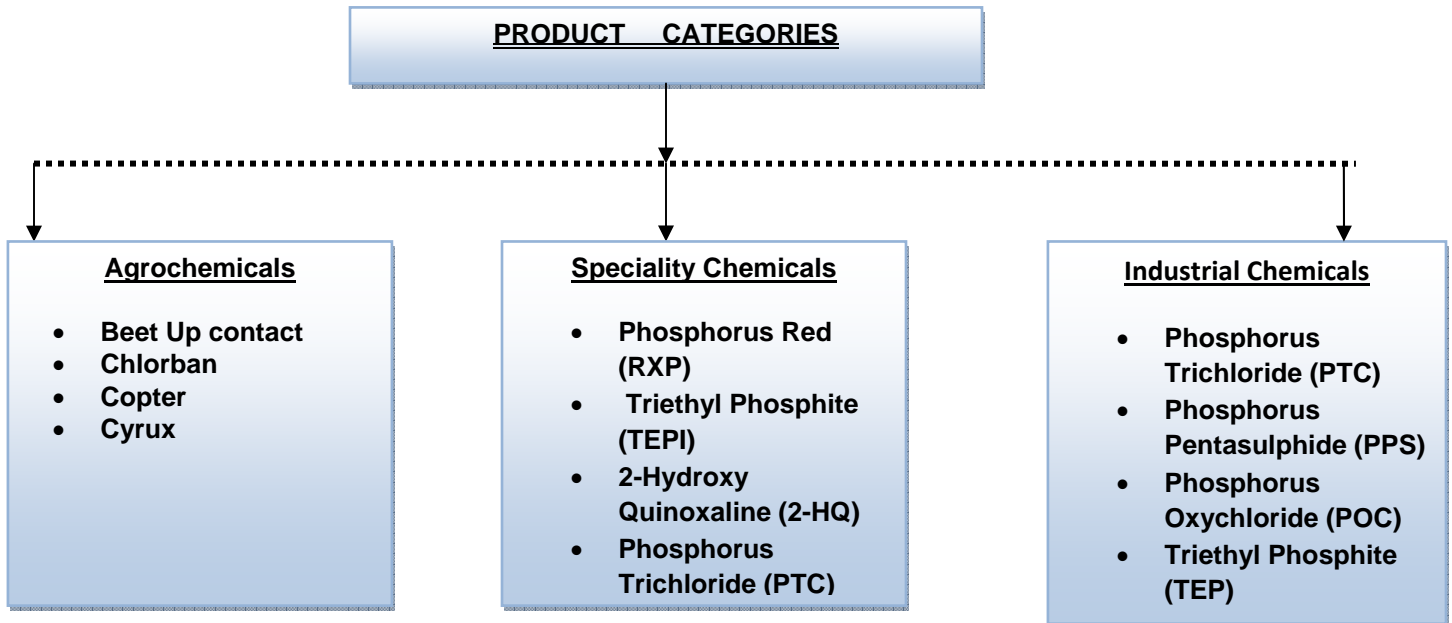 PRODUCT CATEGORIES
Agrochemicals
• Beet Up contact
• Chlorban
• Copter
• Cyrux
Speciality Chemicals
• Phosphorus Red
(RXP)
• Triethyl Phosphite
(TEPI)
• 2-Hydroxy
Quinoxaline (2-HQ)
• Phosphorus
Trichloride (PTC)
Industrial Chemicals
• Phosphorus
Trichloride (PTC)
• Phosphorus
Pentasulphide (PPS)
• Phosphorus
Oxychloride (POC)
• Triethyl Phosphite
(TEP)